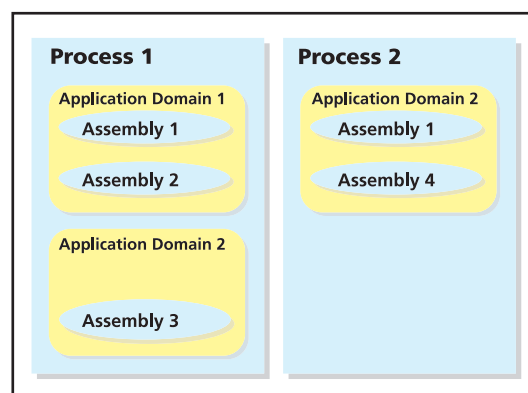 Process 1
Application Domain 1
Assembly 1
Assembly 2
Application Domain 2
Assembly 3
Process 2
Application Domain 2
Assembly 1
Assembly 4